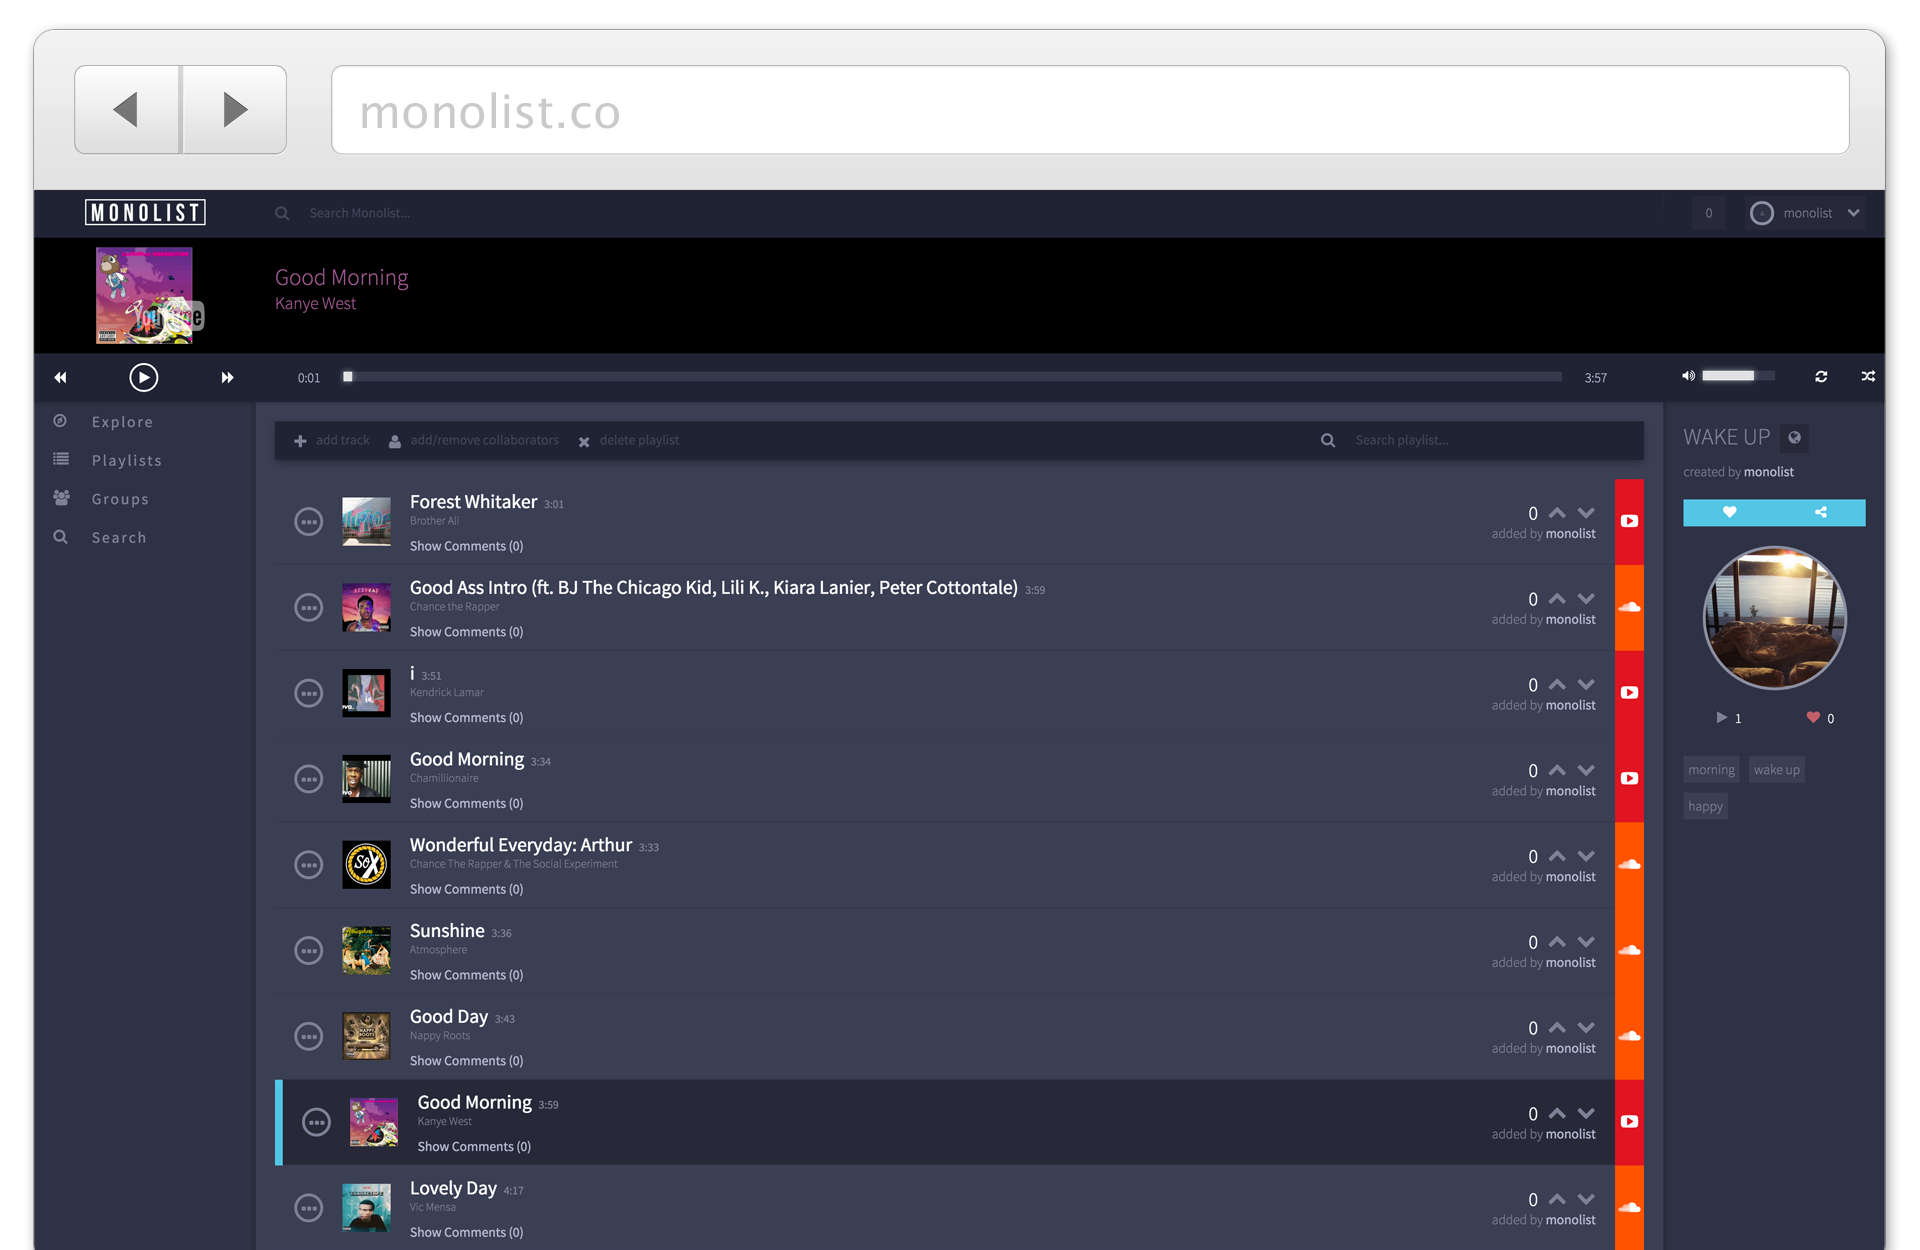 monolist.co
MONOLIST
Search Monolist...
0
monolist
Good Morning
Kanye West
0:01
3:57
Explore
Playlists
Groups
Search
add track
add/remove collaborators
delete playlist
Search playlist...
Forest Whitaker 3:01
Brother Ali
Show Comments (0)
0
added by monolist
Good Ass Intro (ft. BJ The Chicago Kid, Lili K., Kiara Lanier, Peter Cottontale) 3:59
Chance the Rapper
Show Comments (0)
0
added by monolist
i 3:51
Kendrick Lamar
Show Comments (0)
0
added by monolist
Good Morning 3:34
Chamillionaire
Show Comments (0)
0
added by monolist
Wonderful Everyday: Arthur 3:33
Chance The Rapper & The Social Experiment
Show Comments (0)
0
added by monolist
Sunshine 3:36
Atmosphere
Show Comments (0)
0
added by monolist
Good Day 3:43
Nappy Roots
Show Comments (0)
0
added by monolist
Good Morning 3:59
Kanye West
Show Comments (0)
0
added by monolist
Lovely Day 4:17
Vic Mensa
Show Comments (0)
0
added by monolist
WAKE UP
created by monolist
1
0
morning
wake up
happy